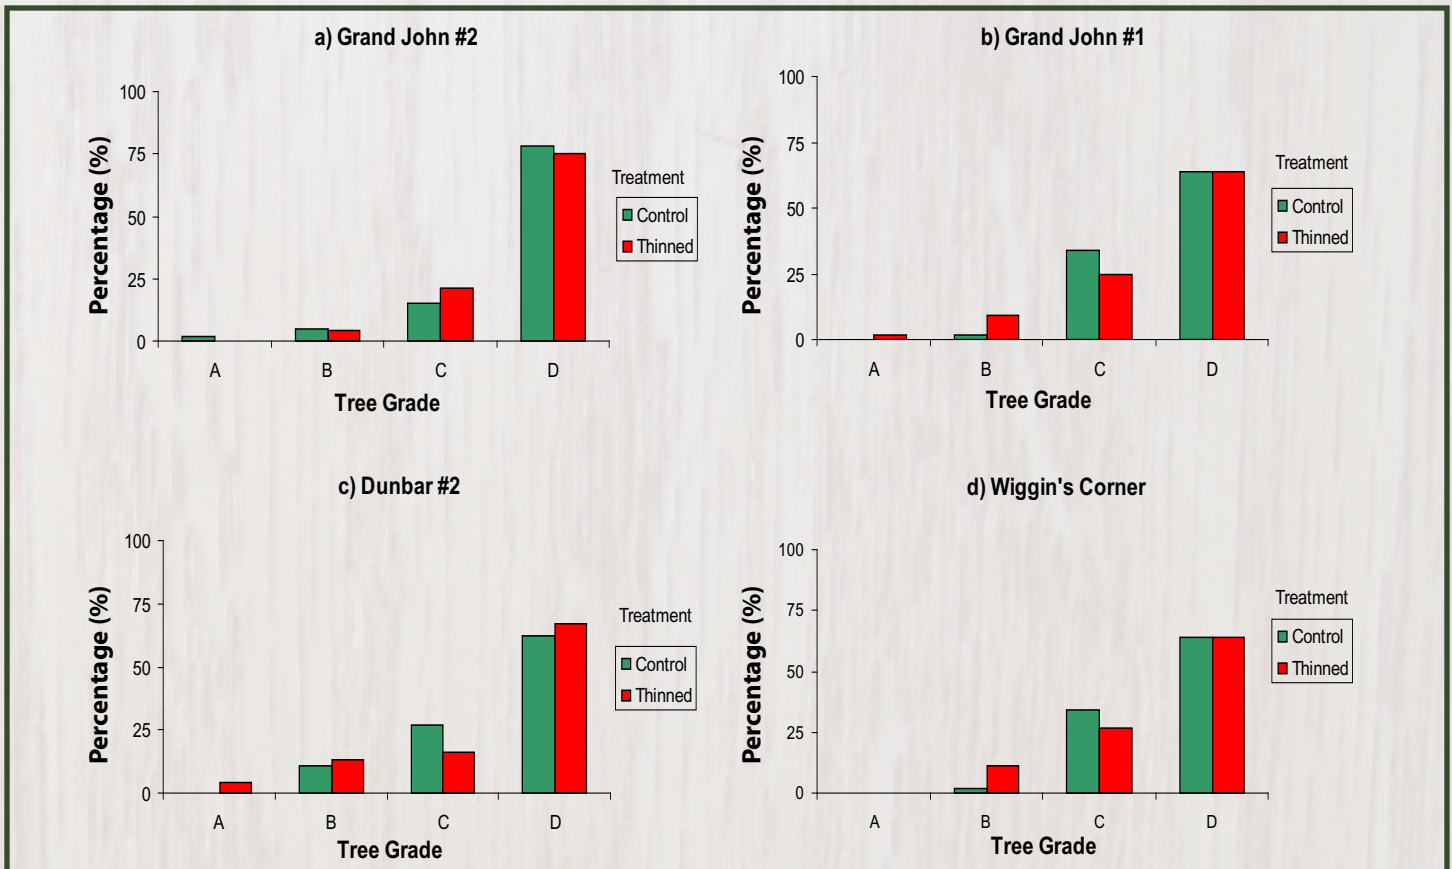 a) Grand John #2
100
75
50
25
0
Percentage (%)
A B C D
Tree Grade
Treatment
Control
Thinned
b) Grand John #1
100
75
50
25
0
Percentage (%)
A B C D
Tree Grade
Treatment
Control
Thinned
c) Dunbar #2
100
75
50
25
0
Percentage (%)
A B C D
Tree Grade
Treatment
Control
Thinned
d) Wiggin's Corner
100
75
50
25
0
Percentage (%)
A B C D
Tree Grade
Treatment
Control
Thinned